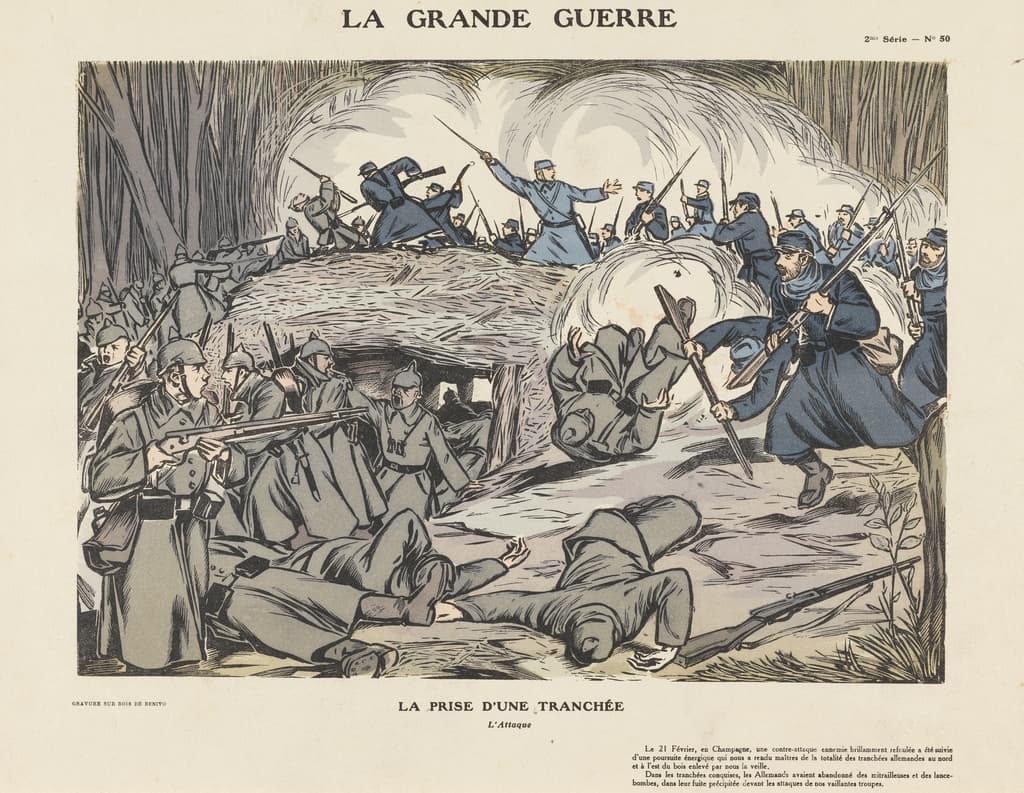 LA GRANDE GUERRE
2me Série — No 50
GRAVURE SUR BOIS DE BENITO
LA PRISE D'UNE TRANCHÉE
L'Attaque
Le 21 Février, en Champagne, une contre-attaque ennemie brillamment refoulée a été suivie
d'une poursuite énergique qui nous a rendu maîtres de la totalité des tranchées allemandes au nord
et à l'est du bois enlevé par nous la veille.
Dans les tranchées conquises, les Allemands avaient abandonné des mitrailleuses et des lance-
bombes, dans leur fuite précipitée devant les attaques de nos vaillantes troupes.